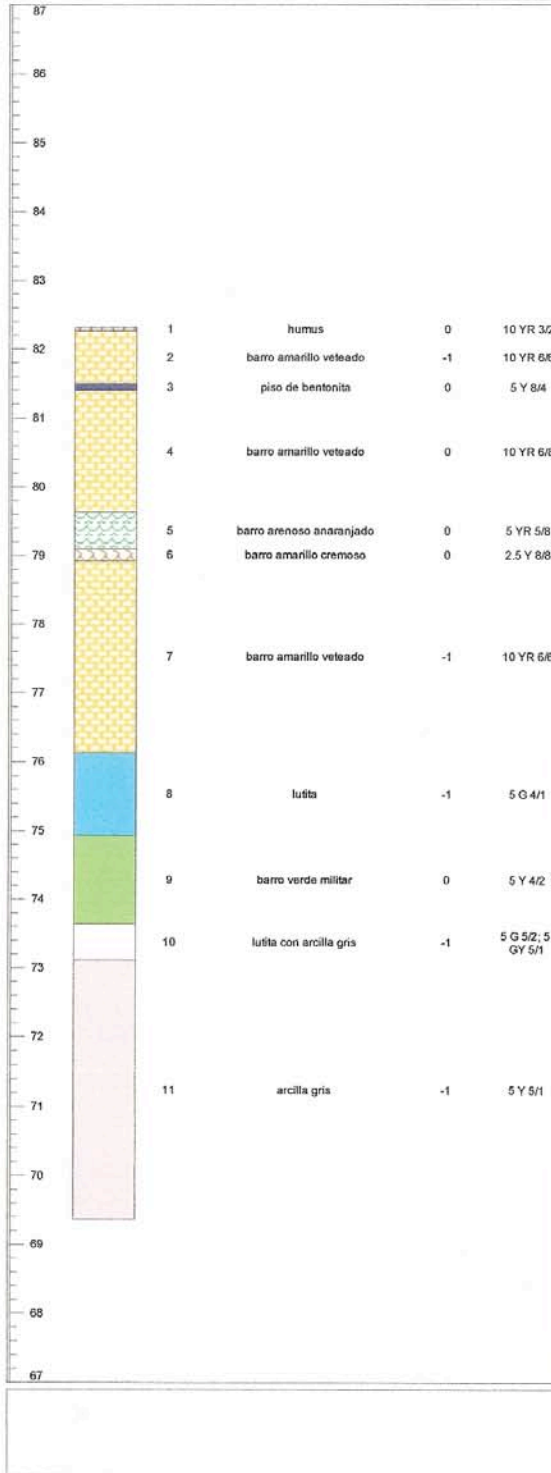 87
86
85
84
83
1 humus 0 10 YR 3/2
82
2 barro amarillo veteado -1 10 YR 6/6
3 piso de bentonita 0 5 Y 8/4
81
4 barro amarillo veteado 0 10 YR 6/8
80
5 barro arenoso anaranjado 0 5 YR 5/8
79
6 barro amarillo cremoso 0 2.5 Y 8/8
78
7 barro amarillo veteado -1 10 YR 6/6
77
76
8 lutita -1 5 G 4/1
75
9 barro verde militar 0 5 Y 4/2
74
10 lutita con arcilla gris -1 5 G 5/2; 5
GY 5/1
73
72
11 arcilla gris -1 5 Y 5/1
71
70
69
68
67